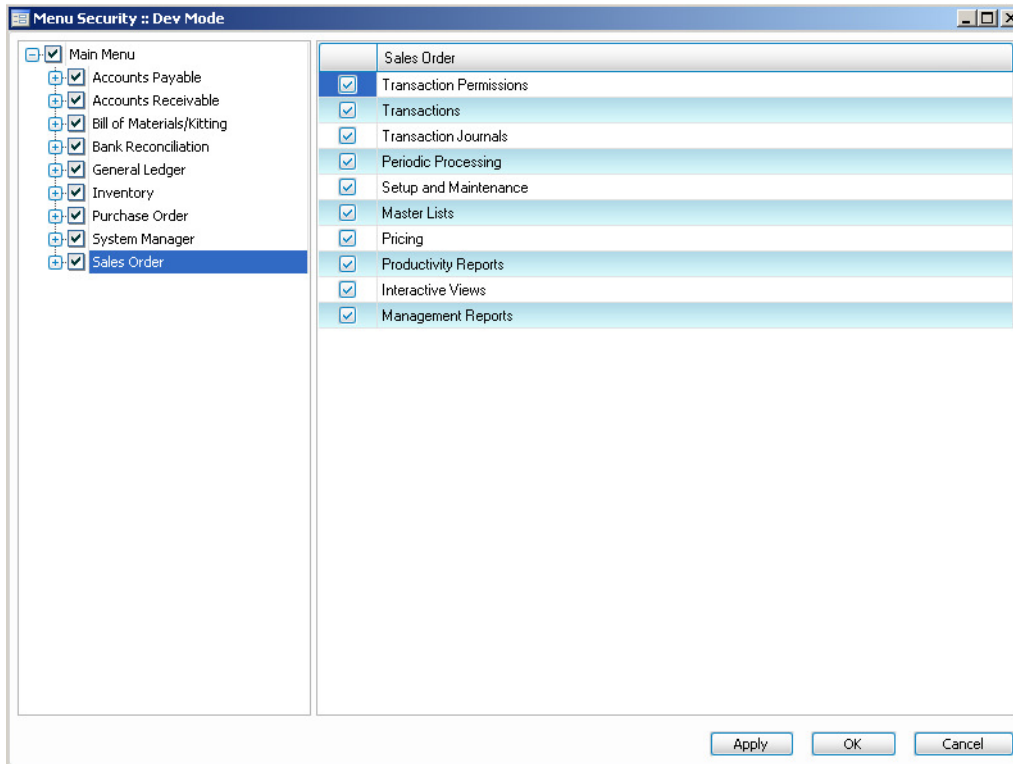 Menu Security :: Dev Mode
Main Menu
Accounts Payable
Accounts Receivable
Bill of Materials/Kitting
Bank Reconciliation
General Ledger
Inventory
Purchase Order
System Manager
Sales Order
Sales Order
Transaction Permissions
Transactions
Transaction Journals
Periodic Processing
Setup and Maintenance
Master Lists
Pricing
Productivity Reports
Interactive Views
Management Reports
Apply OK Cancel